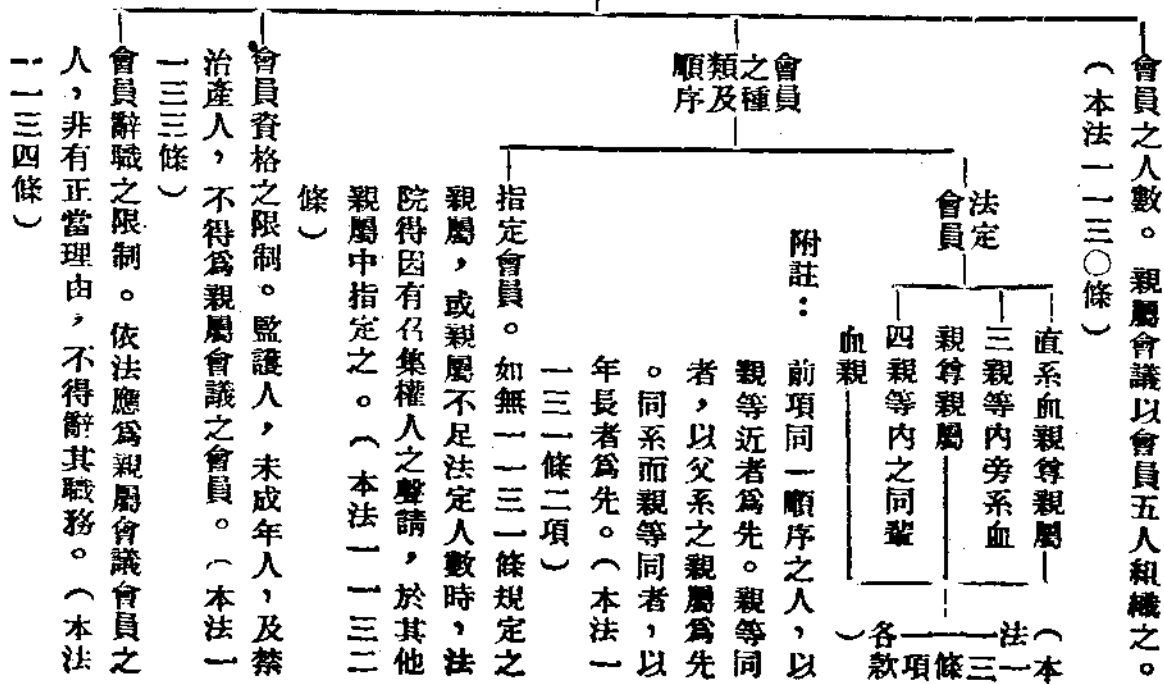 會員之人數。親屬會議以會員五人組織之。
（本法一一三〇條）
會員
之種
類及
順序
法定
會員
直系血親尊親屬
三親等內旁系血
親尊親屬
四親等內之同輩
血親
（本
法一
一三
一條
一項
各款
）
附註：
前項同一順序之人，以
親等近者爲先。親等同
者，以父系之親屬爲先
。同系而親等同者，以
年長者爲先。（本法一
一三一條二項）
指定會員。如無一一三一條規定之
親屬，或親屬不足法定人數時，法
院得因有召集權人之聲請，於其他
親屬中指定之。（本法一一三二
條）
會員資格之限制。監護人，未成年人，及禁
治產人，不得爲親屬會議之會員。（本法一
一三三條）
會員辭職之限制。依法應爲親屬會議會員之
人，非有正當理由，不得辭其職務。（本法
一一三四條）